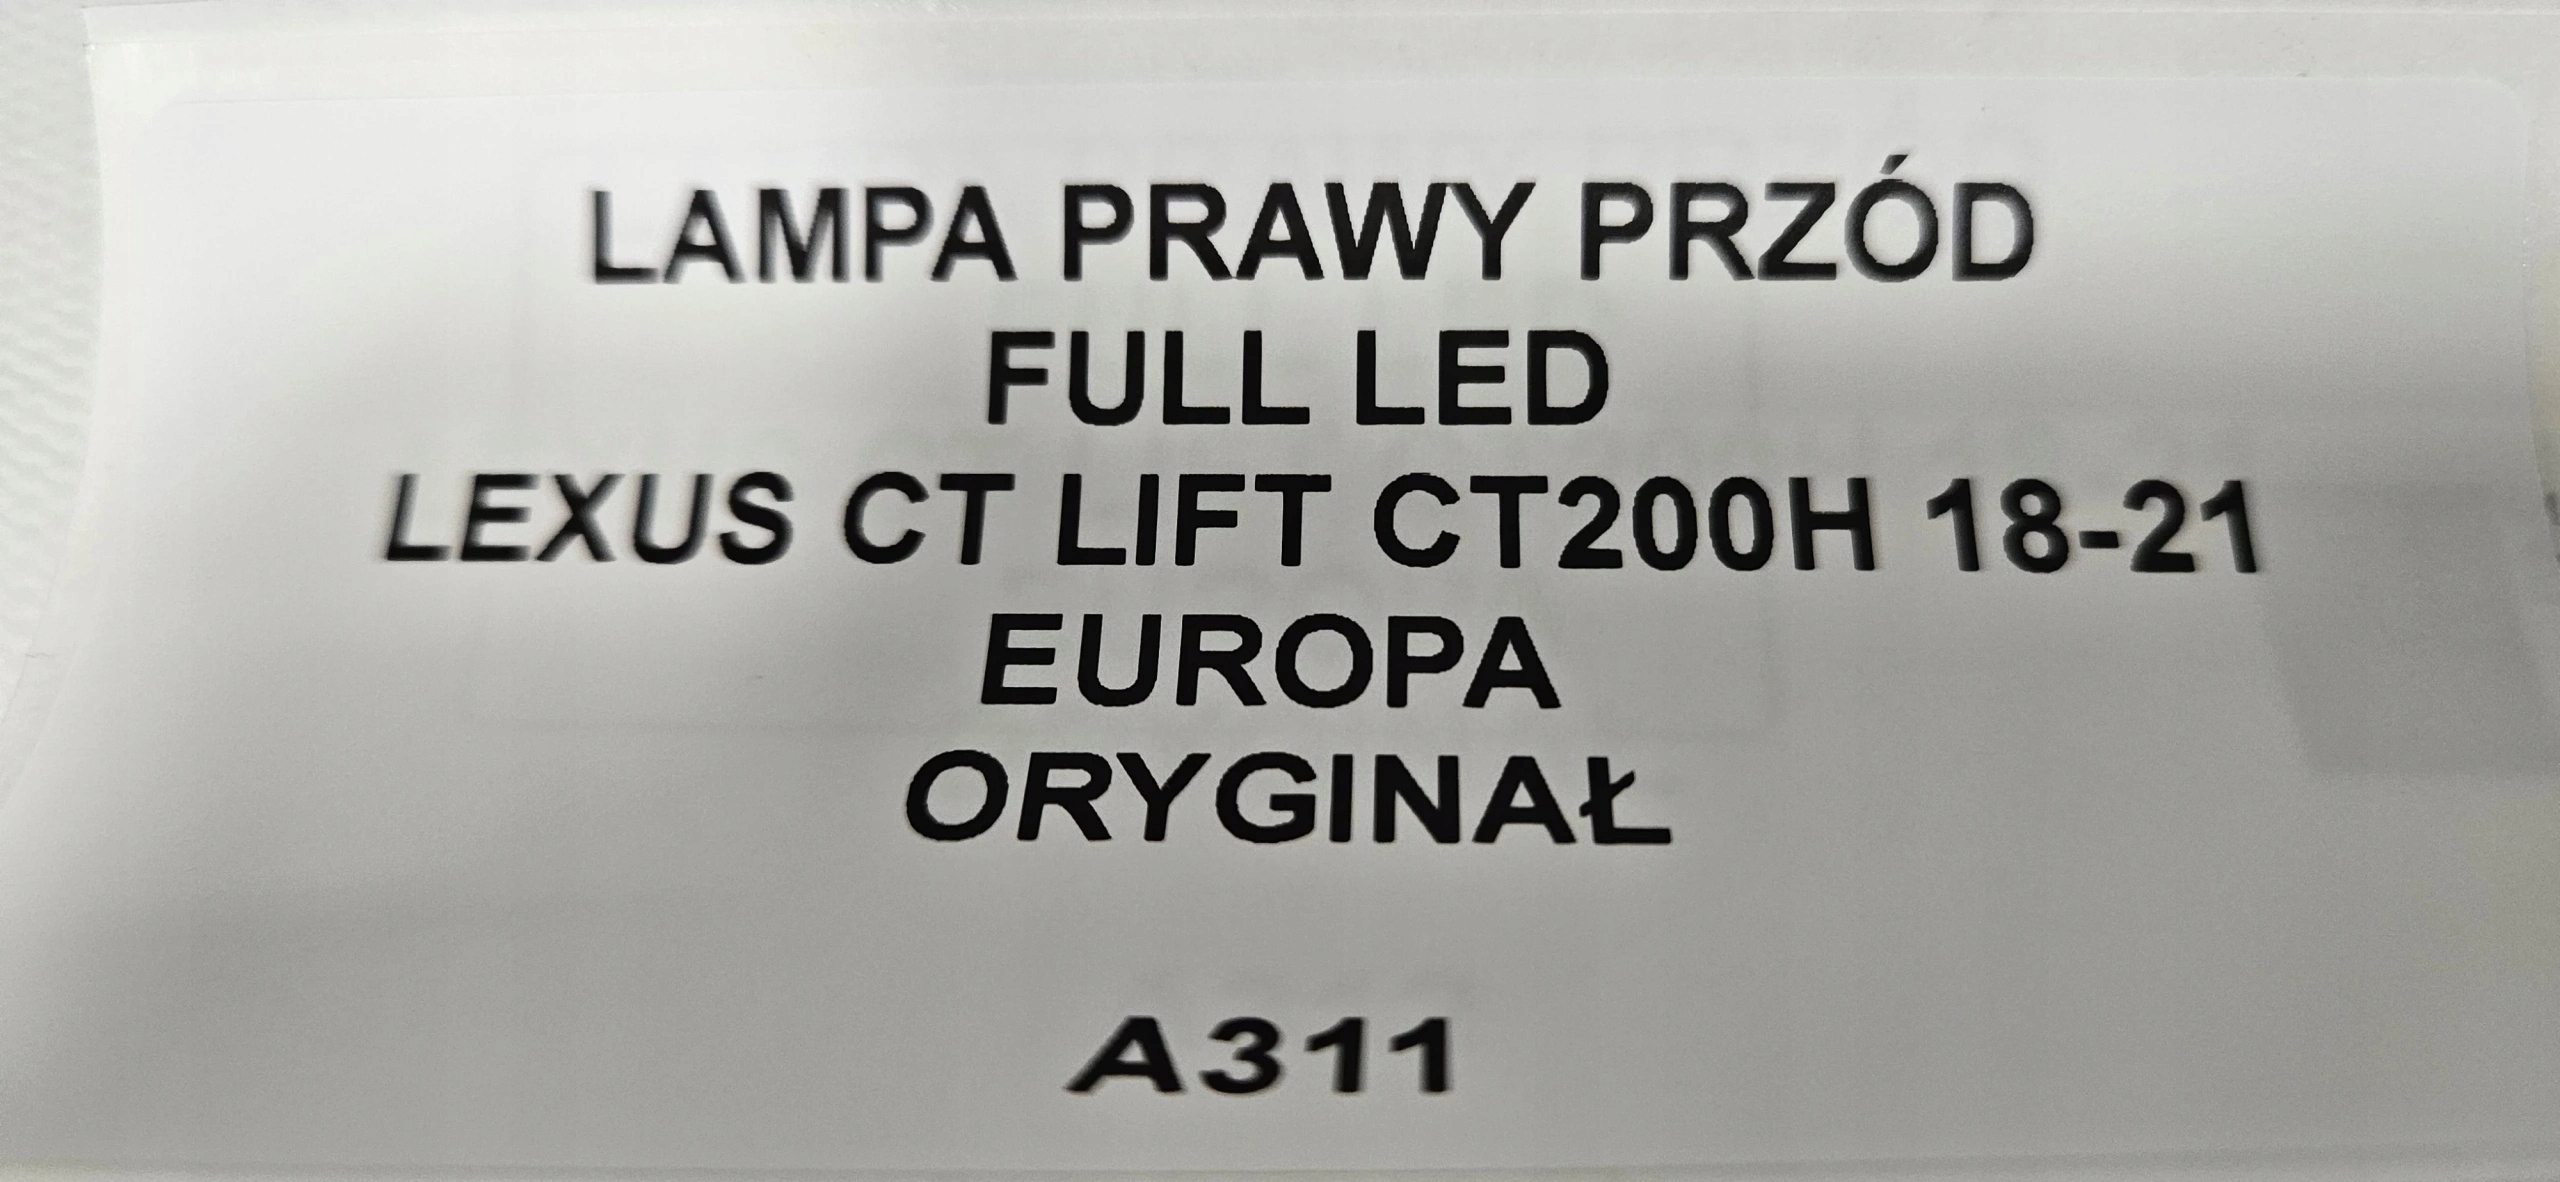 LAMPA PRAWY PRZÓD
FULL LED
LEXUS CT LIFT CT200H 18-21
EUROPA
ORYGINAŁ
A311